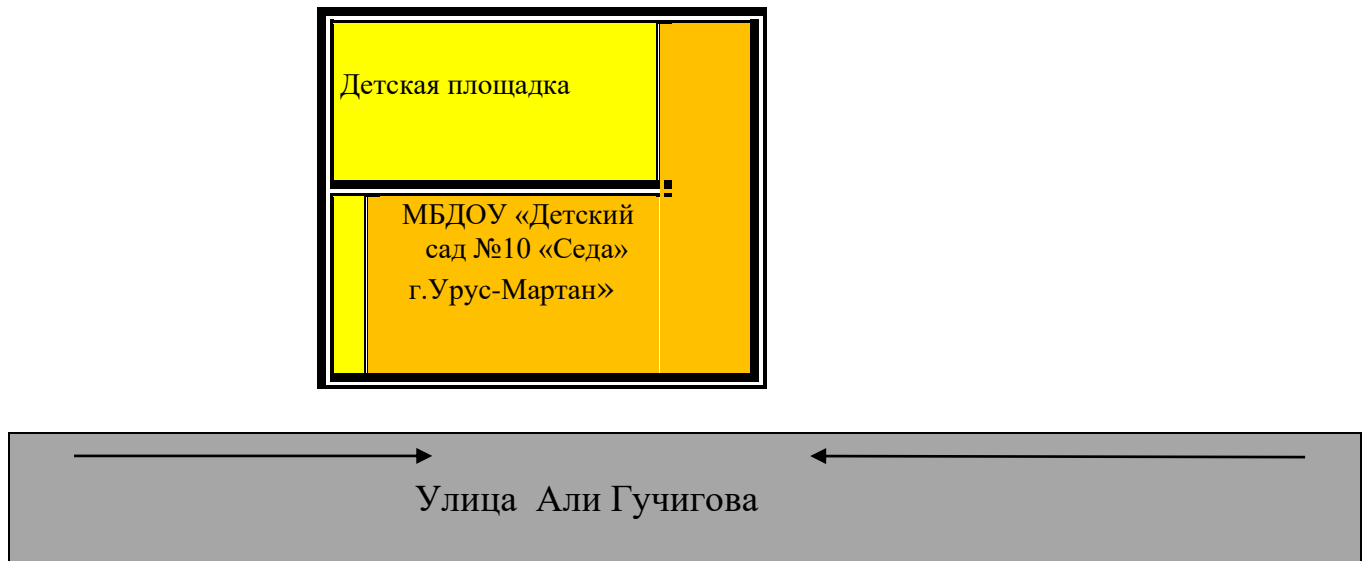 Детская площадка
МБДОУ «Детский
сад №10 «Седа»
г.Урус-Мартан»
Улица Али Гучигова